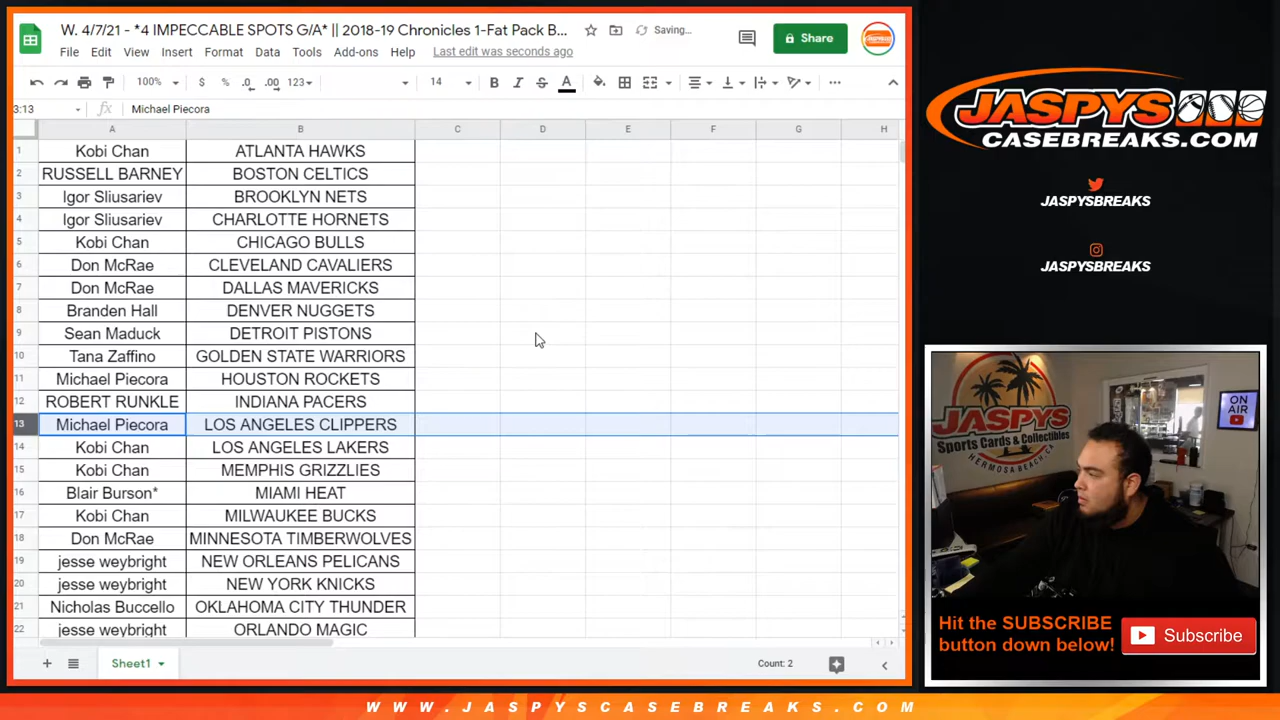 W. 4/7/21 - *4 IMPECCABLE SPOTS G/A* || 2018-19 Chronicles 1-Fat Pack B...
Saving...
Share
File Edit View Insert Format Data Tools Add-ons Help Last edit was seconds ago
100% $ % .0 .00 123 14 B I S A
3:13 fx Michael Piecora
A B C D E F G H
1 Kobi Chan ATLANTA HAWKS
2 RUSSELL BARNEY BOSTON CELTICS
3 Igor Sliusariev BROOKLYN NETS
4 Igor Sliusariev CHARLOTTE HORNETS
5 Kobi Chan CHICAGO BULLS
6 Don McRae CLEVELAND CAVALIERS
7 Don McRae DALLAS MAVERICKS
8 Branden Hall DENVER NUGGETS
9 Sean Maduck DETROIT PISTONS
10 Tana Zaffino GOLDEN STATE WARRIORS
11 Michael Piecora HOUSTON ROCKETS
12 ROBERT RUNKLE INDIANA PACERS
13 Michael Piecora LOS ANGELES CLIPPERS
14 Kobi Chan LOS ANGELES LAKERS
15 Kobi Chan MEMPHIS GRIZZLIES
16 Blair Burson* MIAMI HEAT
17 Kobi Chan MILWAUKEE BUCKS
18 Don McRae MINNESOTA TIMBERWOLVES
19 jesse weybright NEW ORLEANS PELICANS
20 jesse weybright NEW YORK KNICKS
21 Nicholas Buccello OKLAHOMA CITY THUNDER
22 jesse weybright ORLANDO MAGIC
Sheet1
Count: 2
JASPYS
CASEBREAKS.COM
JASPYSBREAKS
JASPYSBREAKS
JASPYS
Sports Cards & Collectibles
HERMOSA BEACH, CA
ON
AIR
Hit the SUBSCRIBE
button down below!
Subscribe
WWW.JASPYSCASEBREAKS.COM